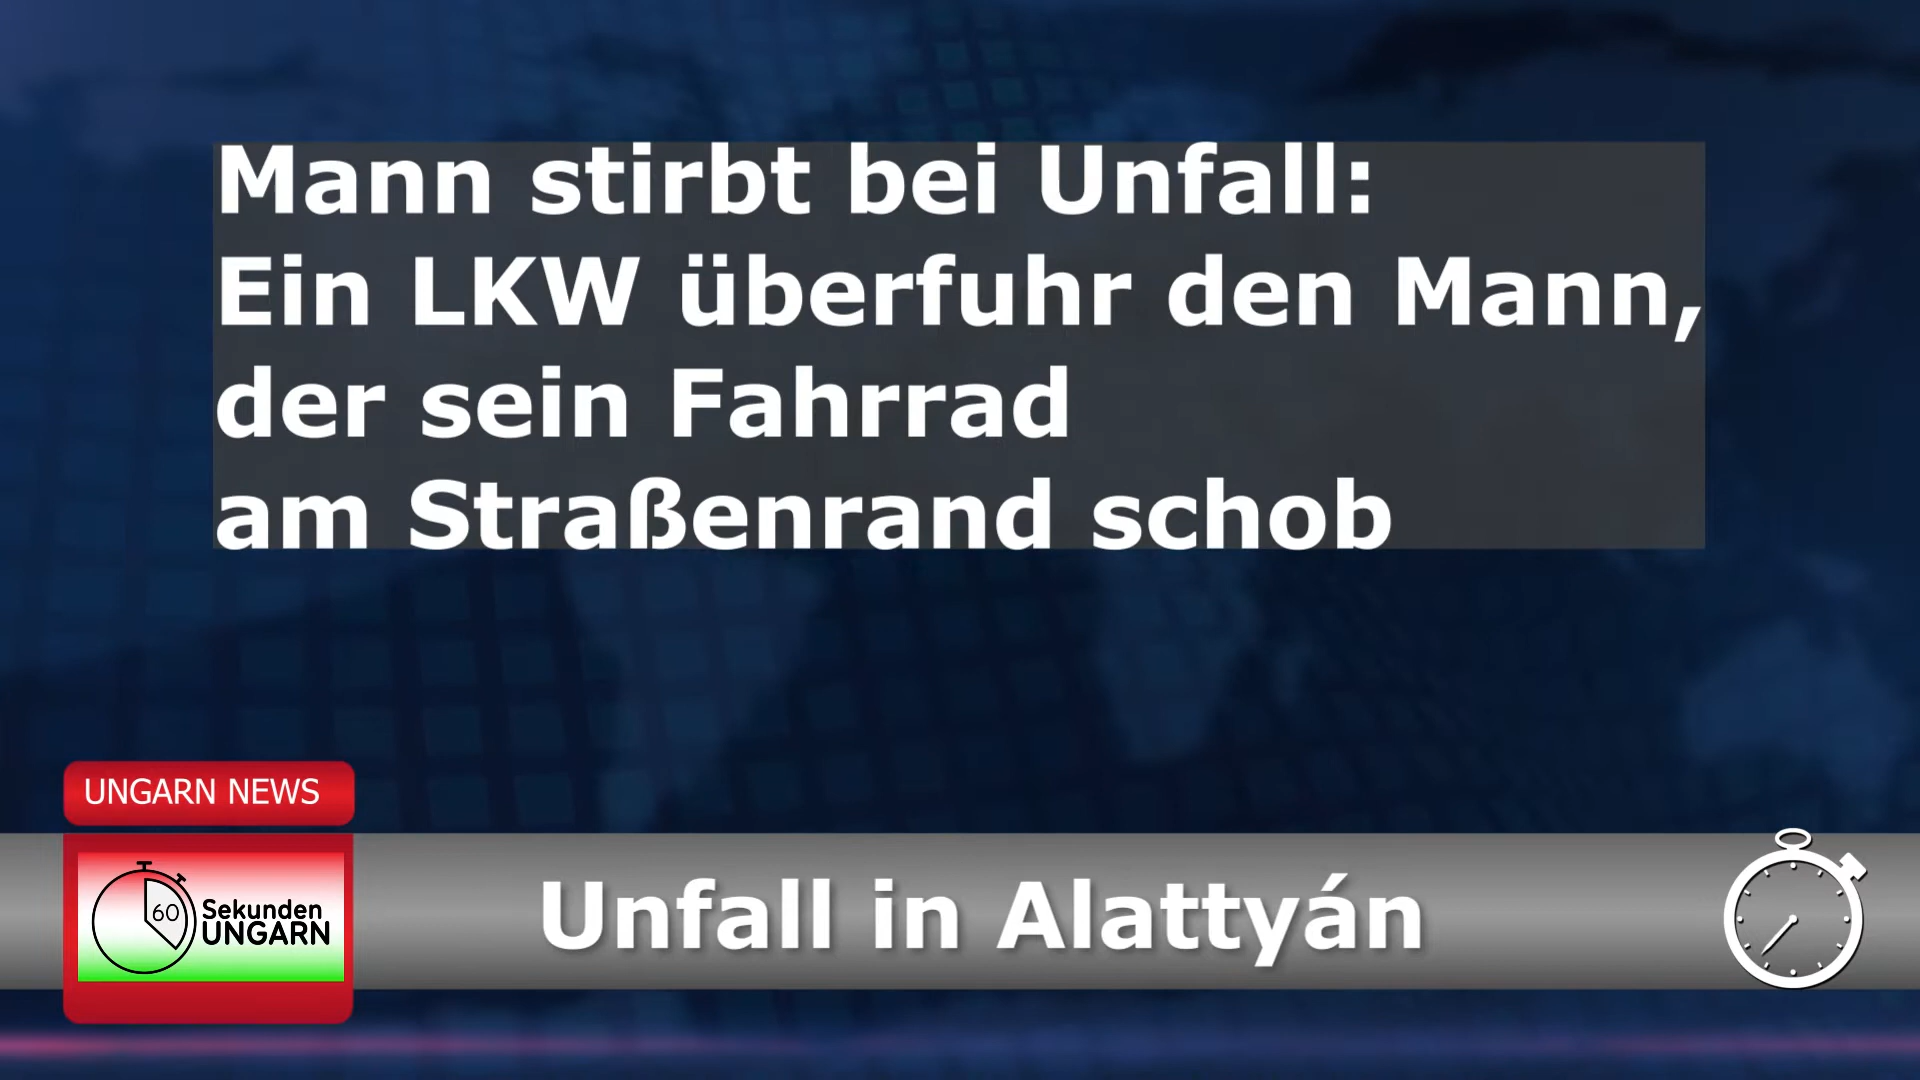 Mann stirbt bei Unfall:
Ein LKW überfuhr den Mann,
der sein Fahrrad
am Straßenrand schob
UNGARN NEWS
60
Sekunden
UNGARN
Unfall in Alattyán